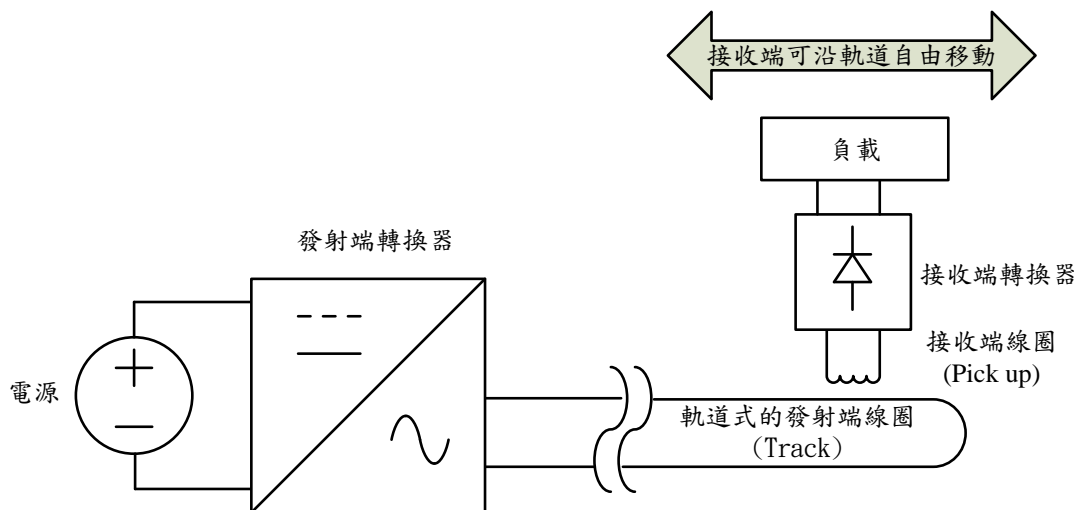 接收端可沿軌道自由移動
負載
發射端轉換器
接收端轉換器
接收端線圈
(Pick up)
電源
軌道式的發射端線圈
（Track）